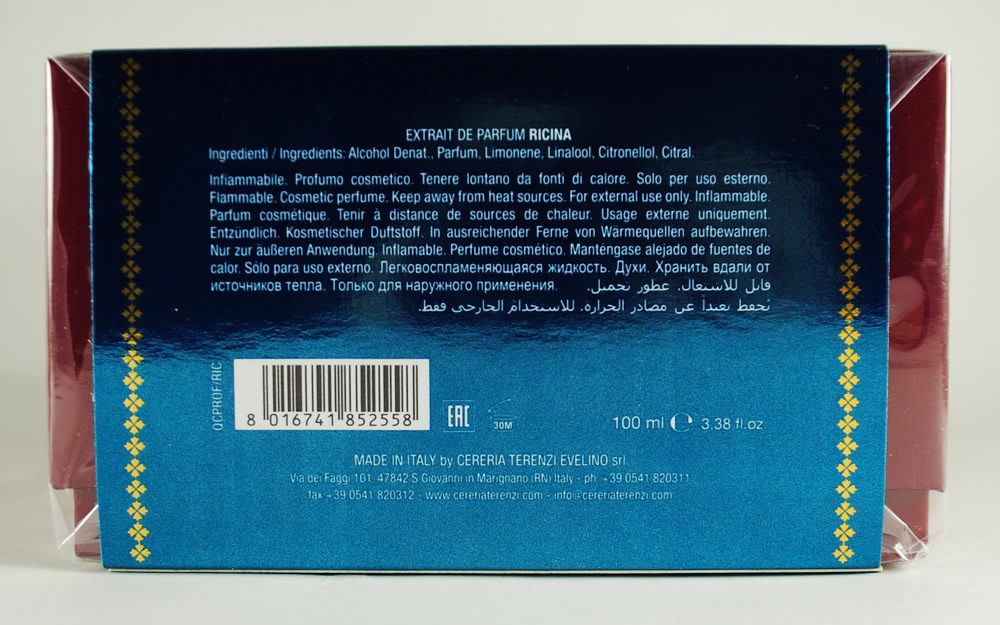 EXTRAIT DE PARFUM RICINA
Ingredienti / Ingredients: Alcohol Denat., Parfum, Limonene, Linalool, Citronellol, Citral.
Infiammabile. Profumo cosmetico. Tenere lontano da fonti di calore. Solo per uso esterno.
Flammable. Cosmetic perfume. Keep away from heat sources. For external use only. Inflammable.
Parfum cosmétique. Tenir à distance de sources de chaleur. Usage externe uniquement.
Entzündlich. Kosmetischer Duftstoff. In ausreichender Ferne von Wärmequellen aufbewahren.
Nur zur äußeren Anwendung. Inflamable. Perfume cosmético. Manténgase alejado de fuentes de
calor. Sólo para uso externo. Легковоспламеняющаяся жидкость. Духи. Хранить вдали от
источников тепла. Только для наружного применения. قابل للاشتعال. عطور تجميل.
تُحفظ بعيداً عن مصادر الحرارة. للاستخدام الخارجي فقط.
QCPROF/RIC
8 016741 852558
EAC
30M
100 ml ℮ 3.38 fl.oz.
MADE IN ITALY by CERERIA TERENZI EVELINO srl
Via dei Faggi 101, 47842 S Giovanni in Marignano (RN) Italy - ph. +39 0541 820311
fax +39 0541 820312 - www.cereriaterenzi.com - info@cereriaterenzi.com